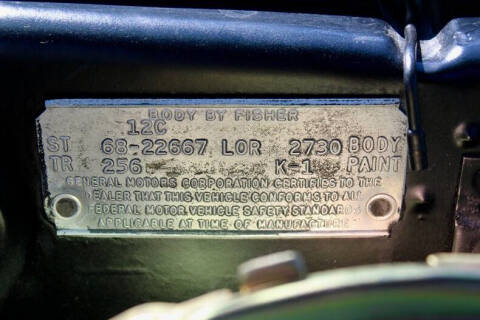 BODY BY FISHER
12C
ST 68-22667 LOR 2730 BODY
TR 256 K-1 PAINT
GENERAL MOTORS CORPORATION CERTIFIES TO THE
DEALER THAT THIS VEHICLE CONFORMS TO ALL
FEDERAL MOTOR VEHICLE SAFETY STANDARDS
APPLICABLE AT TIME OF MANUFACTURE